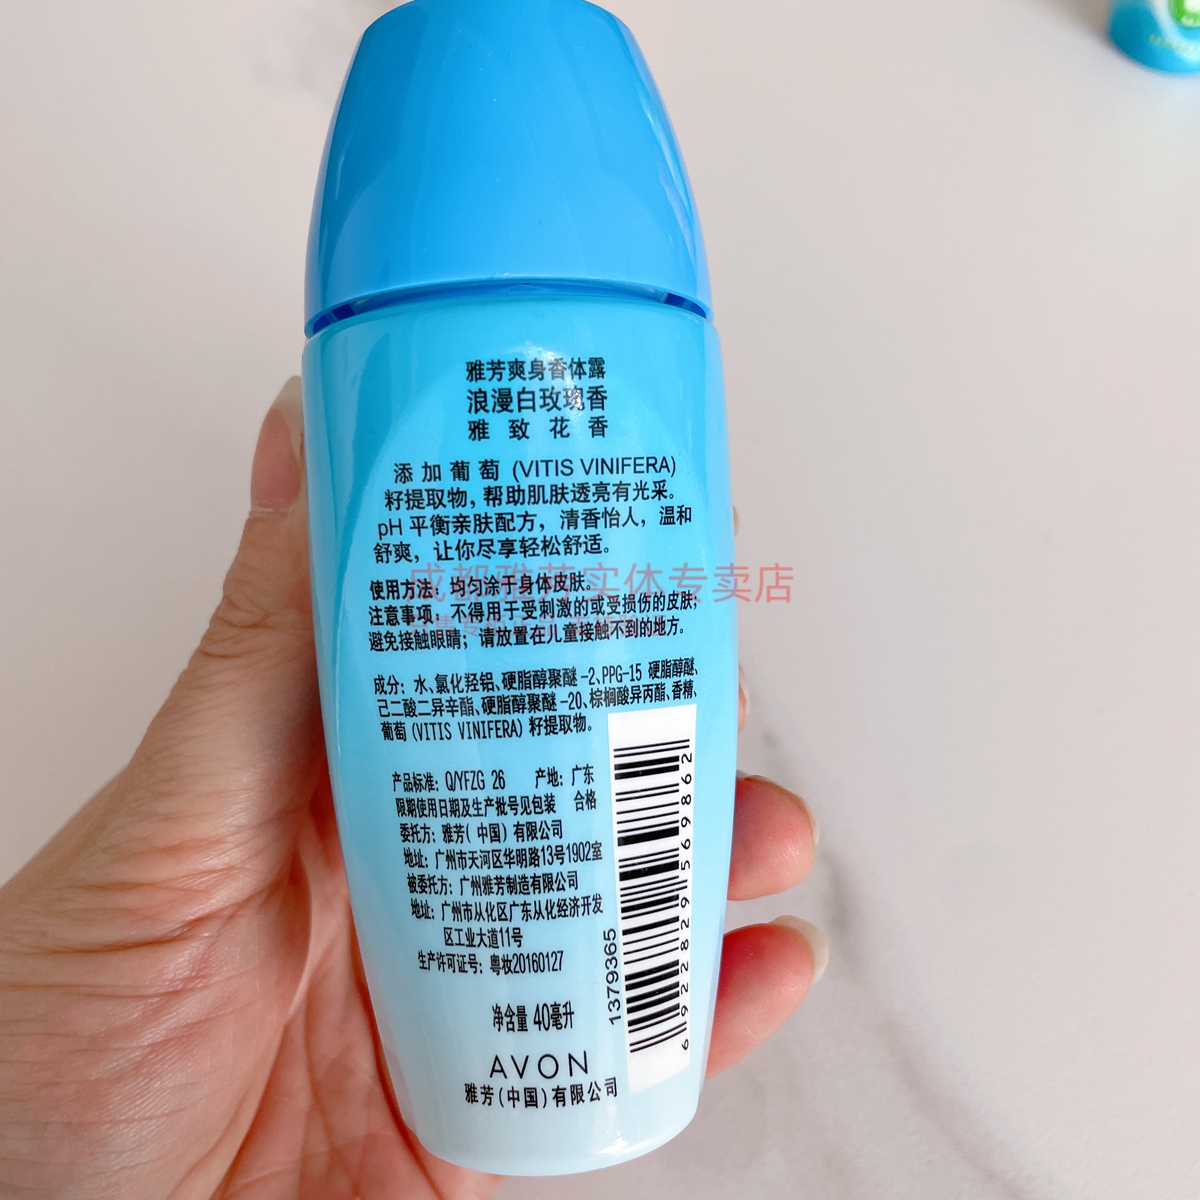 雅芳爽身香体露
浪漫白玫瑰香
雅致花香
添加葡萄 (VITIS VINIFERA)
籽提取物，帮助肌肤透亮有光采。
pH 平衡亲肤配方，清香怡人，温和
舒爽，让你尽享轻松舒适。
使用方法：均匀涂于身体皮肤。
注意事项：不得用于受刺激的或受损伤的皮肤；
避免接触眼睛；请放置在儿童接触不到的地方。
成都雅芳实体专卖店
成分：水、氯化羟铝、硬脂醇聚醚-2、PPG-15 硬脂醇醚、
己二酸二异辛酯、硬脂醇聚醚-20、棕榈酸异丙酯、香精、
葡萄 (VITIS VINIFERA) 籽提取物。
产品标准：Q/YFZG 26 产地：广东
限期使用日期及生产批号见包装 合格
委托方：雅芳(中国)有限公司
地址：广州市天河区华明路13号1902室
被委托方：广州雅芳制造有限公司
地址：广州市从化区广东从化经济开发
区工业大道11号
生产许可证号：粤妆20160127
净含量 40毫升
AVON
雅芳(中国)有限公司
1379365
6922829569862